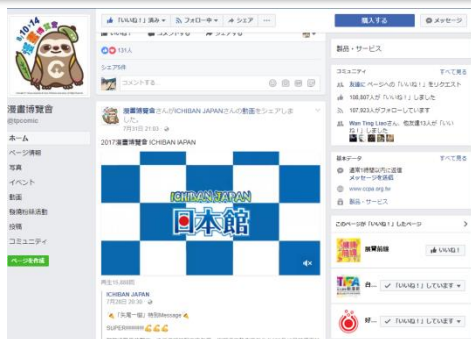 8.10-14
漫畫博覽會
「いいね！」済み
フォロー中
シェア
購入する
メッセージ
131人
シェア5件
コメントする
漫畫博覽會
@tpcomic
ホーム
ページ情報
写真
イベント
動画
投稿
コミュニティ
ページを作成
漫畫博覽會さんがICHIBAN JAPANさんの動画をシェアしました。
7月31日 21:03
2017漫畫博覽會 ICHIBAN JAPAN
ICHIBAN JAPAN
日本館
再生15,000回
ICHIBAN JAPAN
7月28日 20:30
「矢尾一樹」特別Message
SUPER!!!!!!!
製品・サービス
コミュニティ
すべて見る
友達に ページへの「いいね！」をリクエスト
108,807人が「いいね！」しました
107,923人がフォローしています
Wan Ting Liaoさん、他友達13人が「いいね！」しました
基本データ
すべて見る
通常1時間以内に返信
メッセージを送信
www.ccpa.org.tw
製品・サービス
このページが「いいね！」したページ
展覽前線
いいね！
台...
「いいね！」しています
好...
「いいね！」しています